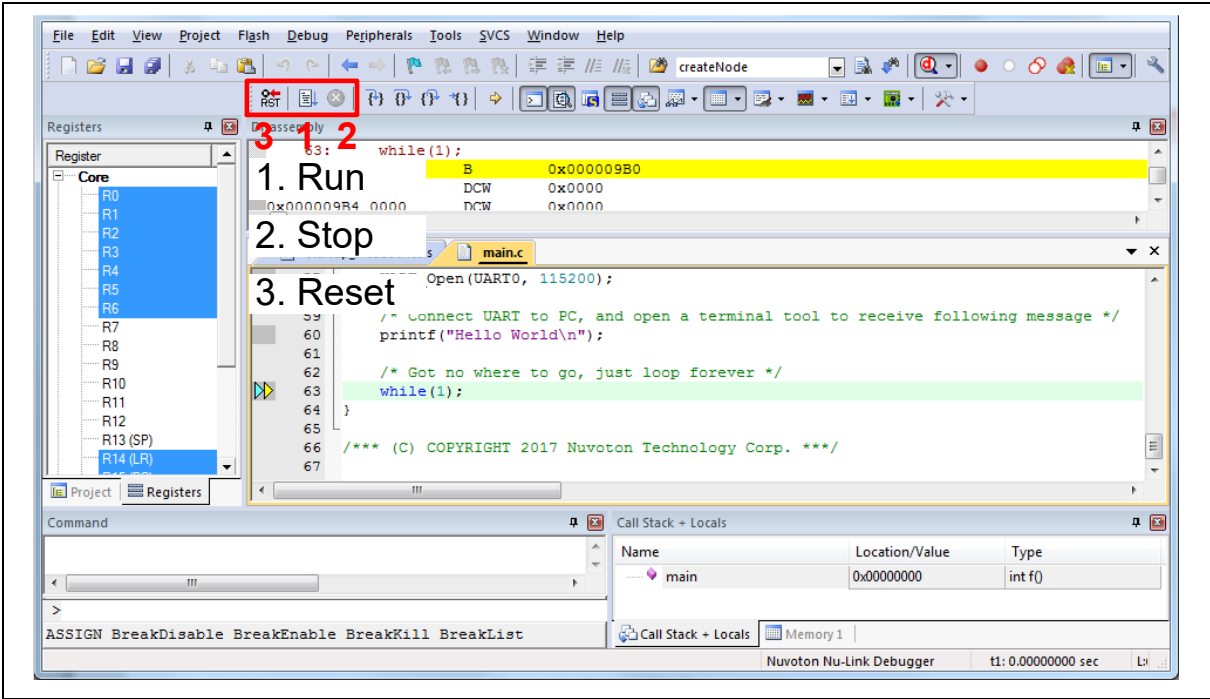 File Edit View Project Flash Debug Peripherals Tools SVCS Window Help
createNode
RST
3 1 2
Registers
Disassembly
63: while(1);
B 0x000009B0
DCW 0x0000
0x000009B4 0000 DCW 0x0000
1. Run
2. Stop
3. Reset
Register
Core
R0
R1
R2
R3
R4
R5
R6
R7
R8
R9
R10
R11
R12
R13 (SP)
R14 (LR)
Project Registers
main.c
Open(UART0, 115200);
59 /* Connect UART to PC, and open a terminal tool to receive following message */
60 printf("Hello World\n");
61
62 /* Got no where to go, just loop forever */
63 while(1);
64 }
65
66 /*** (C) COPYRIGHT 2017 Nuvoton Technology Corp. ***/
67
Command
>
ASSIGN BreakDisable BreakEnable BreakKill BreakList
Call Stack + Locals
Name Location/Value Type
main 0x00000000 int f()
Call Stack + Locals Memory 1
Nuvoton Nu-Link Debugger t1: 0.00000000 sec